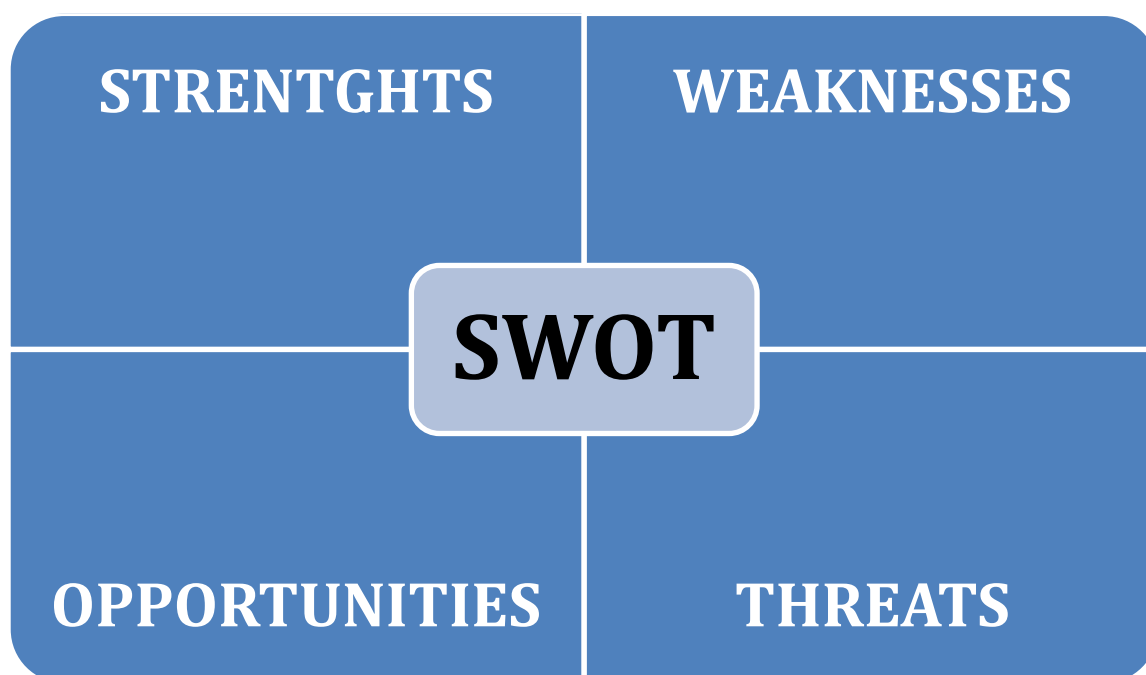 STRENTGHTS
WEAKNESSES
SWOT
OPPORTUNITIES
THREATS